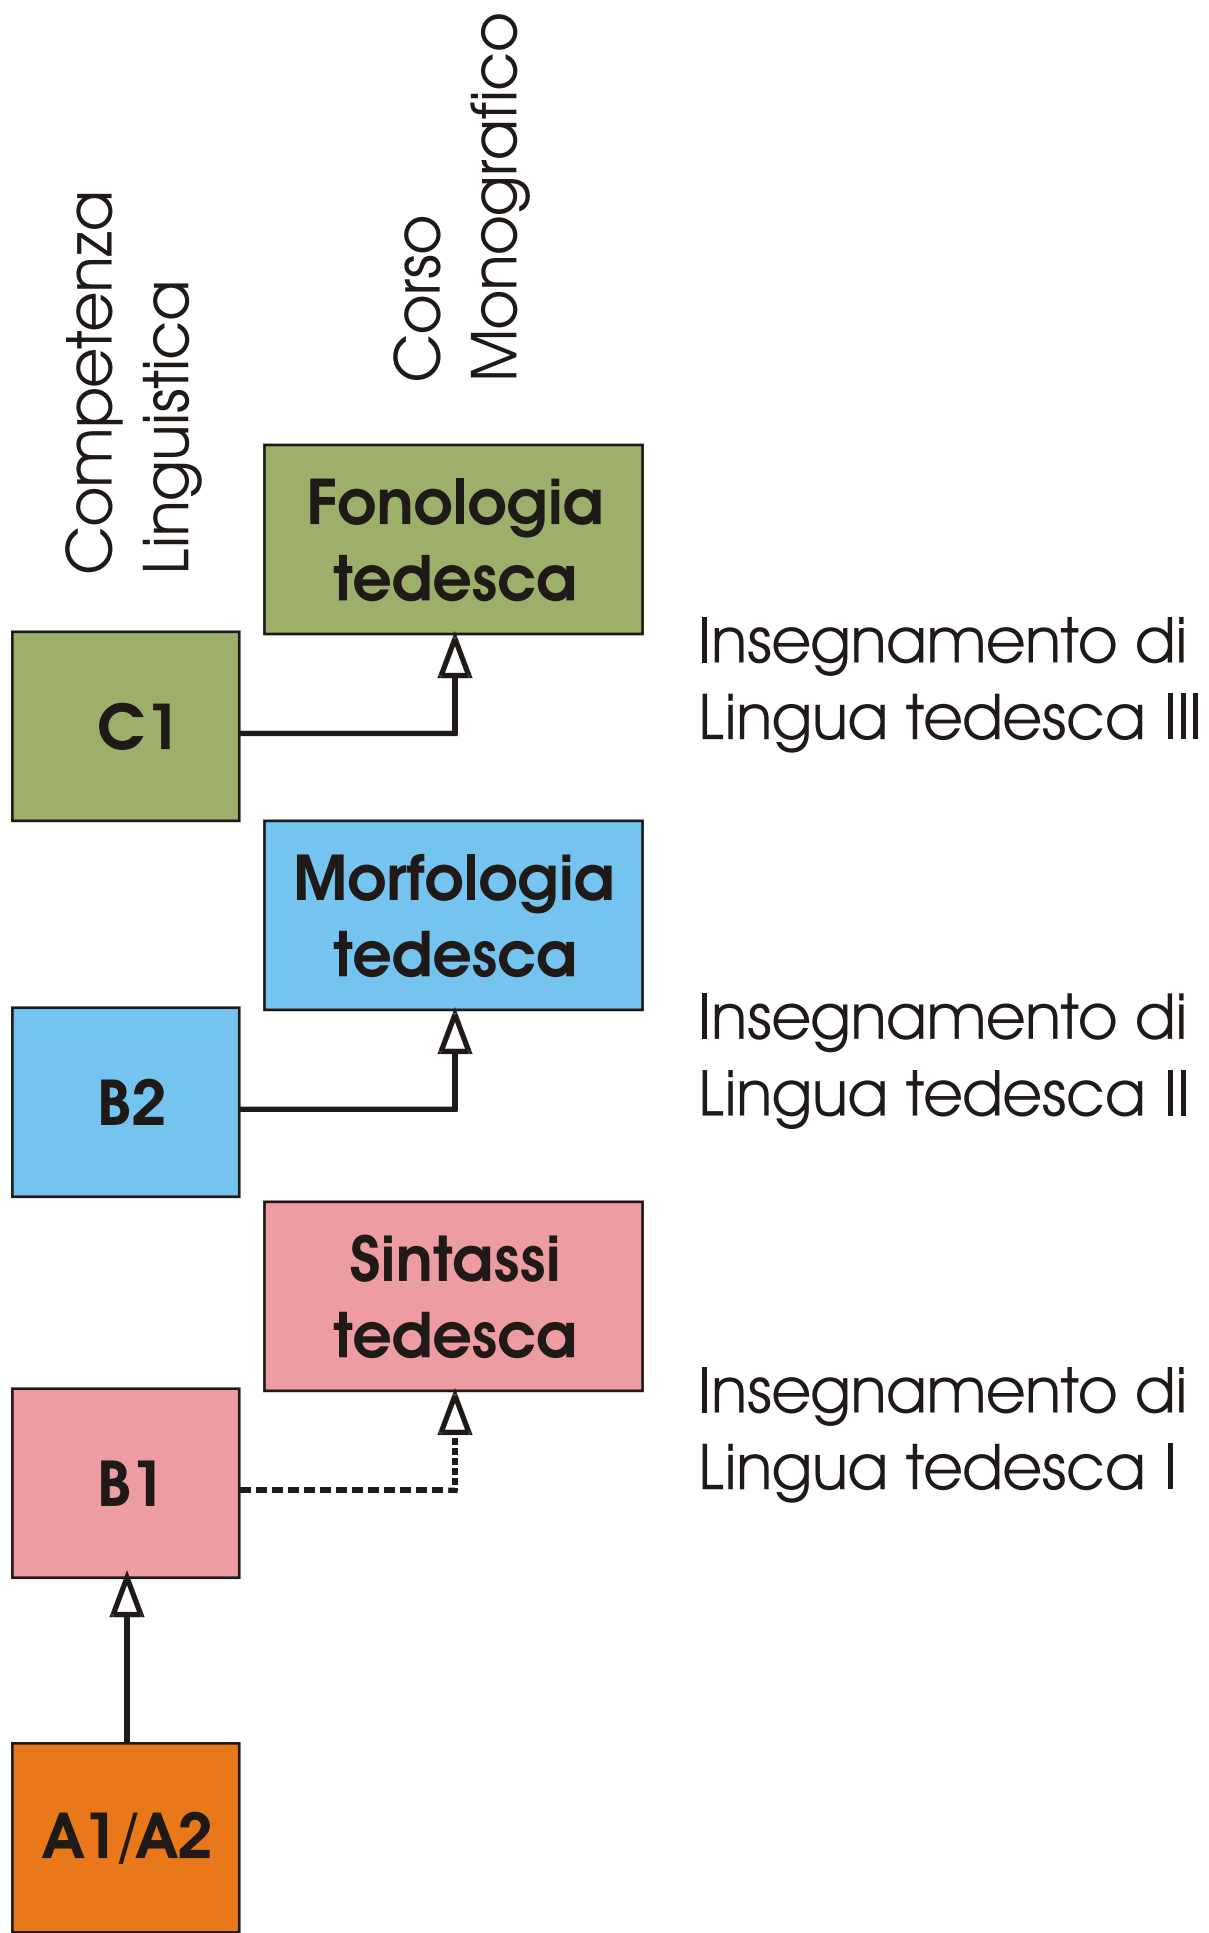 Competenza
Linguistica
Corso
Monografico
Fonologia
tedesca
C1
Insegnamento di
Lingua tedesca III
Morfologia
tedesca
B2
Insegnamento di
Lingua tedesca II
Sintassi
tedesca
B1
Insegnamento di
Lingua tedesca I
A1/A2